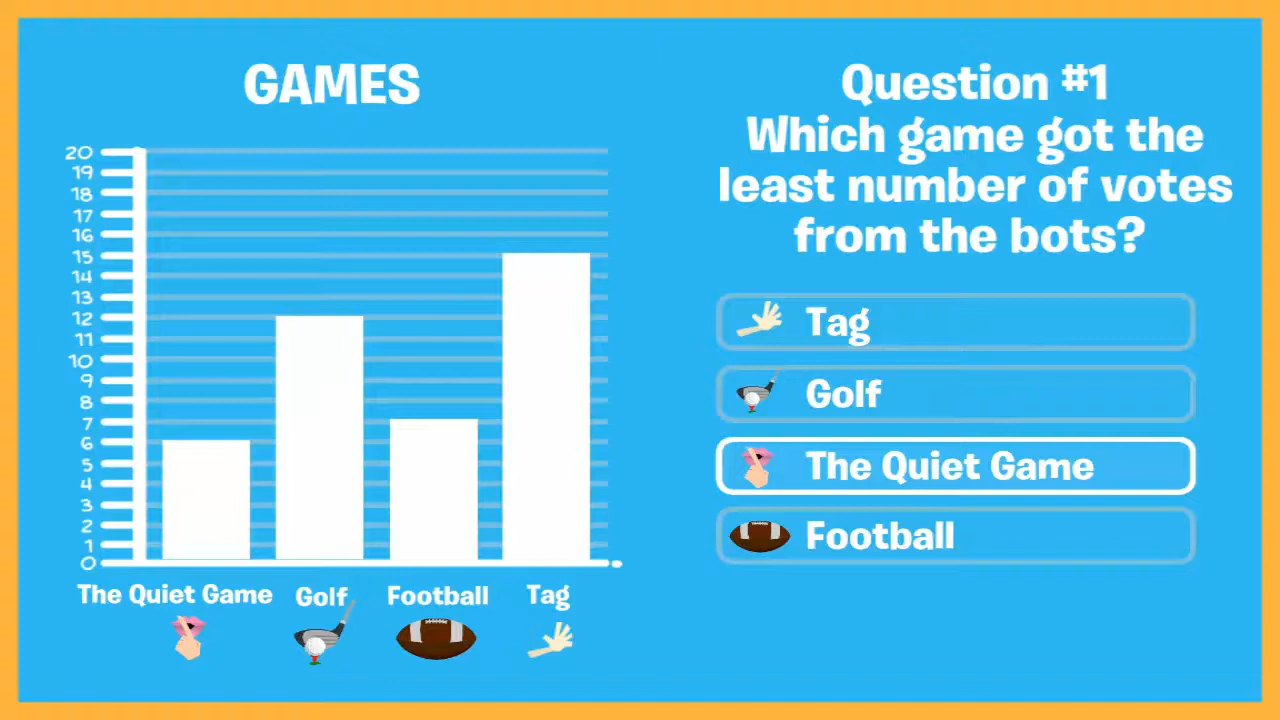 GAMES
20
19
18
17
16
15
14
13
12
11
10
9
8
7
6
5
4
3
2
1
0
The Quiet Game
Golf
Football
Tag
Question #1
Which game got the
least number of votes
from the bots?
Tag
Golf
The Quiet Game
Football